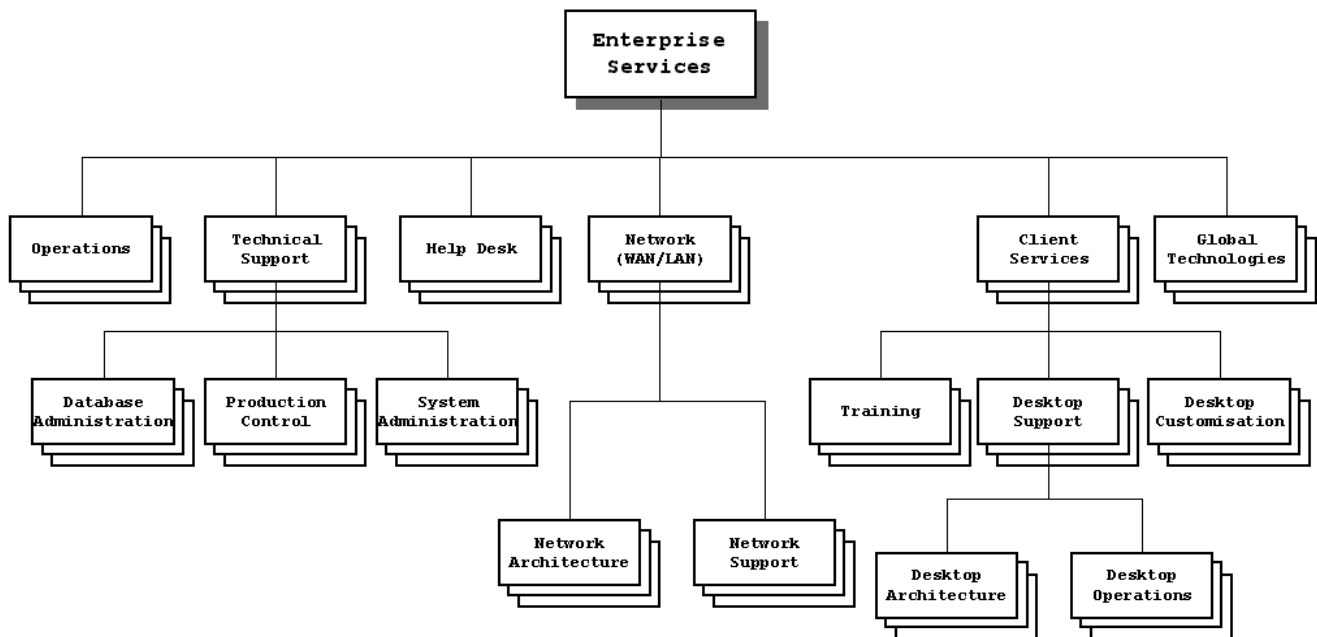 Enterprise
Services
Operations
Technical
Support
Help Desk
Network
(WAN/LAN)
Client
Services
Global
Technologies
Database
Administration
Production
Control
System
Administration
Training
Desktop
Support
Desktop
Customisation
Network
Architecture
Network
Support
Desktop
Architecture
Desktop
Operations